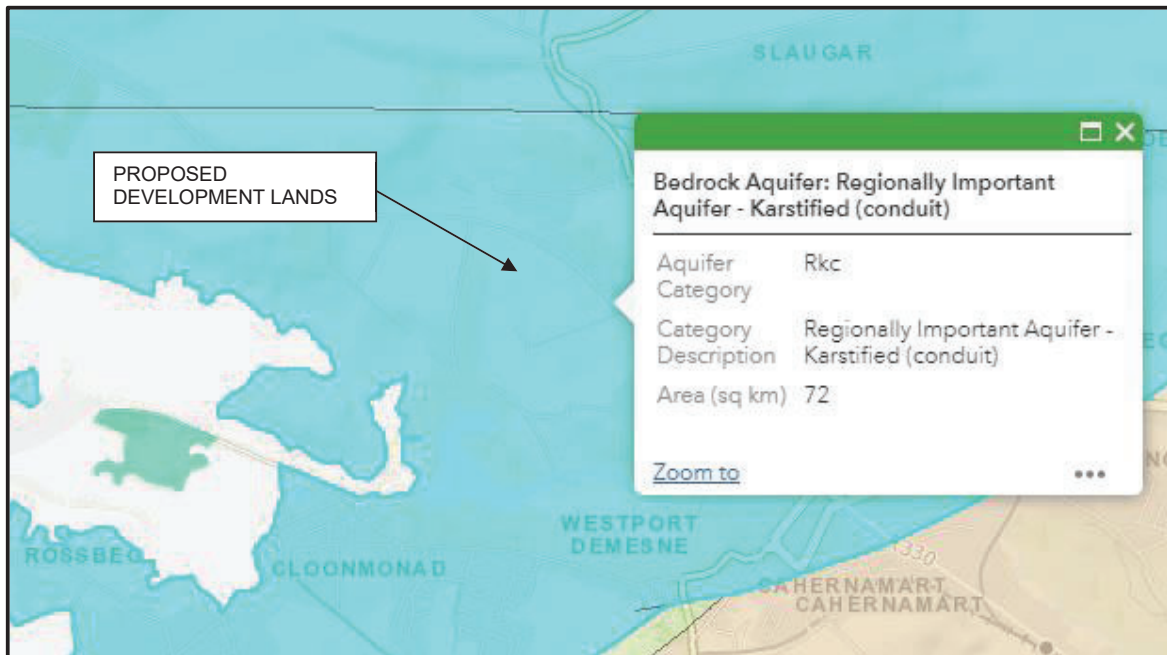 SLAUGAR
PROPOSED
DEVELOPMENT LANDS
Bedrock Aquifer: Regionally Important
Aquifer - Karstified (conduit)
Aquifer
Category
Rkc
Category
Description
Regionally Important Aquifer -
Karstified (conduit)
Area (sq km) 72
Zoom to
WESTPORT
DEMESNE
ROSSBEG
CLOONMONAD
R330
CAHERNAMART
CAHERNAMART